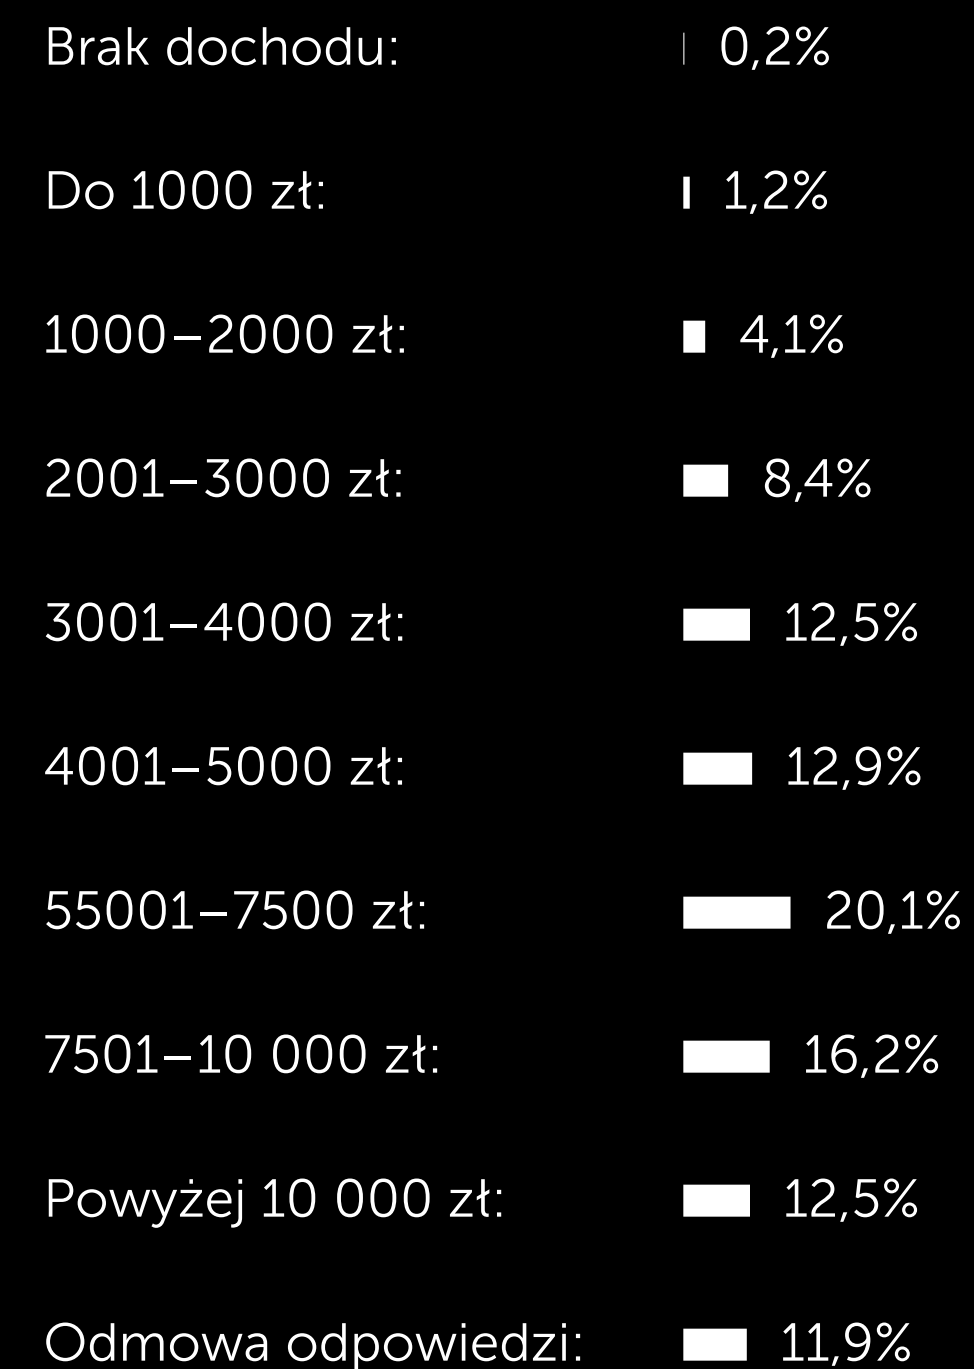 Brak dochodu: 0,2%
Do 1000 zł: 1,2%
1000–2000 zł: 4,1%
2001–3000 zł: 8,4%
3001–4000 zł: 12,5%
4001–5000 zł: 12,9%
55001–7500 zł: 20,1%
7501–10 000 zł: 16,2%
Powyżej 10 000 zł: 12,5%
Odmowa odpowiedzi: 11,9%